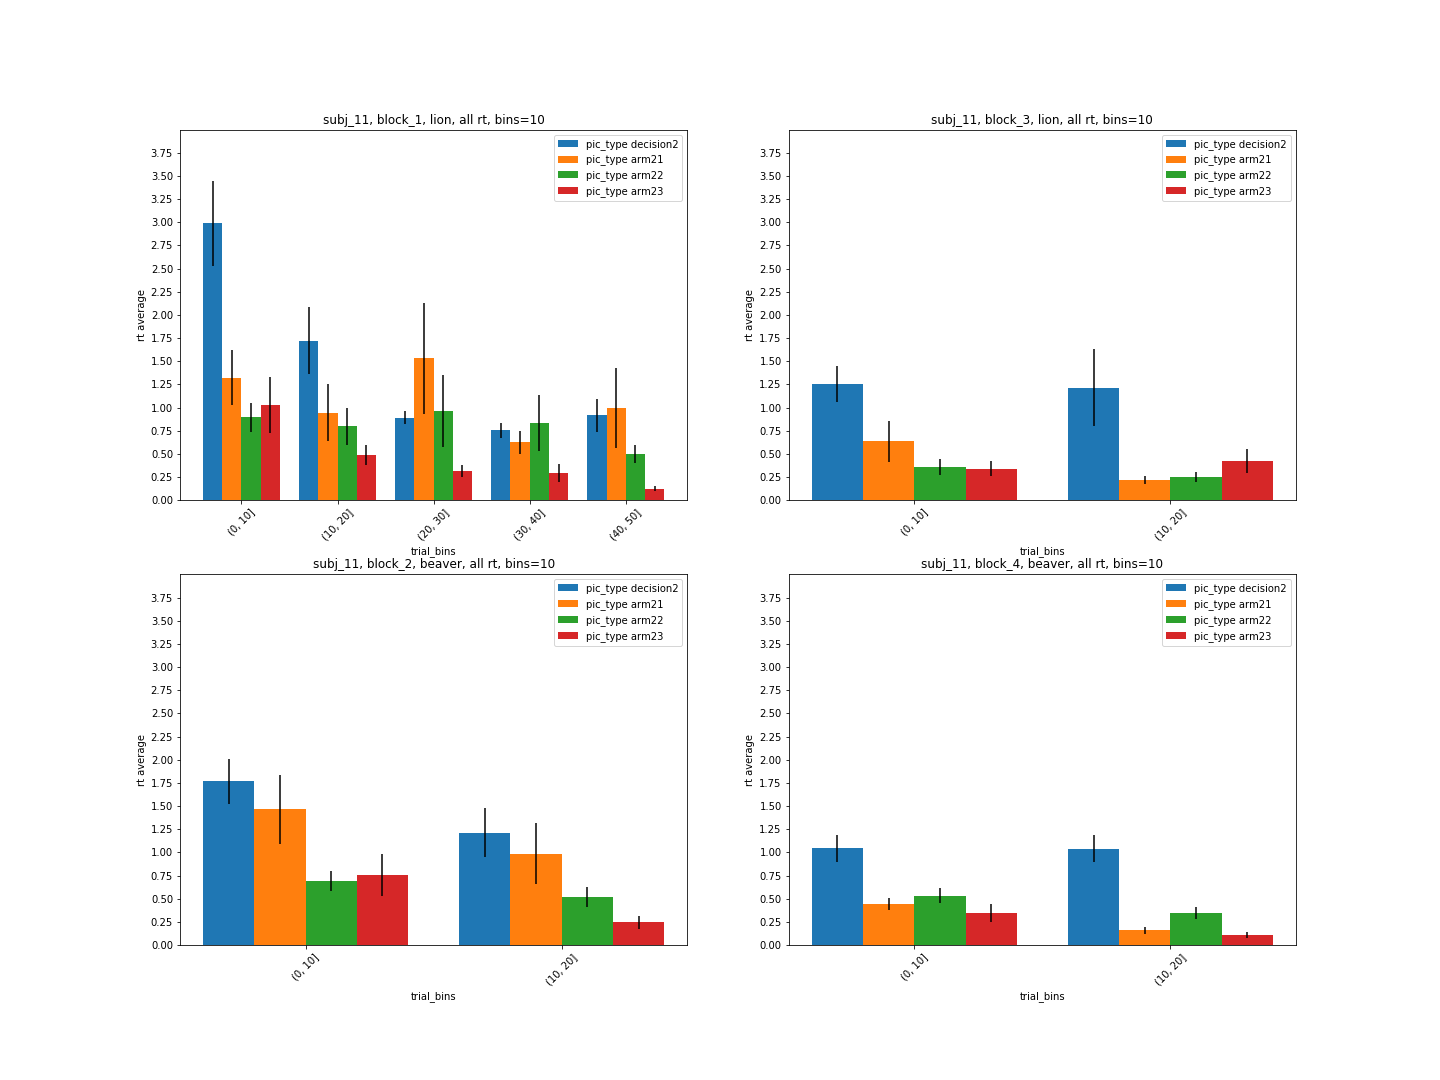 subj_11, block_1, lion, all rt, bins=10
pic_type decision2
pic_type arm21
pic_type arm22
pic_type arm23
3.75
3.50
3.25
3.00
2.75
2.50
2.25
2.00
1.75
1.50
1.25
1.00
0.75
0.50
0.25
0.00
rt average
(0, 10]
(10, 20]
(20, 30]
(30, 40]
(40, 50]
trial_bins
subj_11, block_3, lion, all rt, bins=10
pic_type decision2
pic_type arm21
pic_type arm22
pic_type arm23
3.75
3.50
3.25
3.00
2.75
2.50
2.25
2.00
1.75
1.50
1.25
1.00
0.75
0.50
0.25
0.00
rt average
(0, 10]
(10, 20]
trial_bins
subj_11, block_2, beaver, all rt, bins=10
pic_type decision2
pic_type arm21
pic_type arm22
pic_type arm23
3.75
3.50
3.25
3.00
2.75
2.50
2.25
2.00
1.75
1.50
1.25
1.00
0.75
0.50
0.25
0.00
rt average
(0, 10]
(10, 20]
trial_bins
subj_11, block_4, beaver, all rt, bins=10
pic_type decision2
pic_type arm21
pic_type arm22
pic_type arm23
3.75
3.50
3.25
3.00
2.75
2.50
2.25
2.00
1.75
1.50
1.25
1.00
0.75
0.50
0.25
0.00
rt average
(0, 10]
(10, 20]
trial_bins